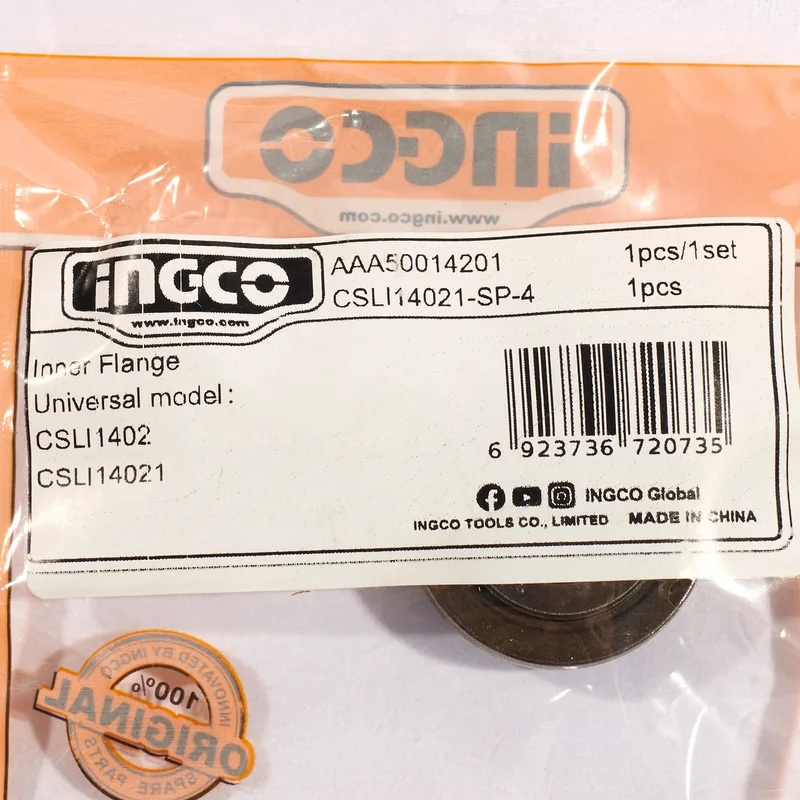 INGCO
www.ingco.com
INGCO
www.ingco.com
AAA50014201 1pcs/1set
CSLI14021-SP-4 1pcs
Inner Flange
Universal model:
CSLI1402
CSLI14021
6 923736 720735
INGCO Global
INGCO TOOLS CO., LIMITED MADE IN CHINA
INNOVATED BY INGCO
100%
ORIGINAL
SPARE PARTS